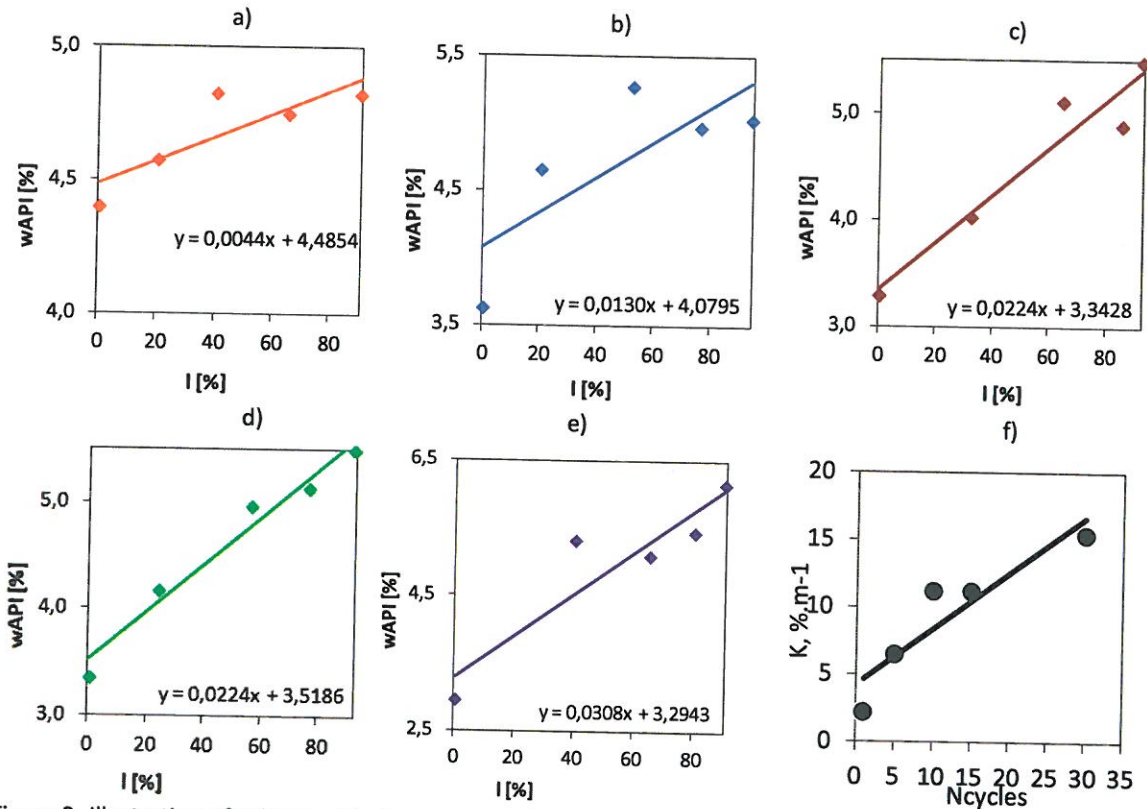 a)
5,0
4,5
4,0
wAPI [%]
y = 0,0044x + 4,4854
0 20 40 60 80
I [%]
b)
5,5
4,5
3,5
wAPI [%]
y = 0,0130x + 4,0795
0 20 40 60 80
I [%]
c)
5,0
4,0
3,0
wAPI [%]
y = 0,0224x + 3,3428
0 20 40 60 80
I [%]
d)
5,0
4,0
3,0
wAPI [%]
y = 0,0224x + 3,5186
0 20 40 60 80
I [%]
e)
6,5
4,5
2,5
wAPI [%]
y = 0,0308x + 3,2943
0 20 40 60 80
I [%]
f)
20
15
10
5
0
K, %.m-1
0 5 10 15 20 25 30 35
Ncycles